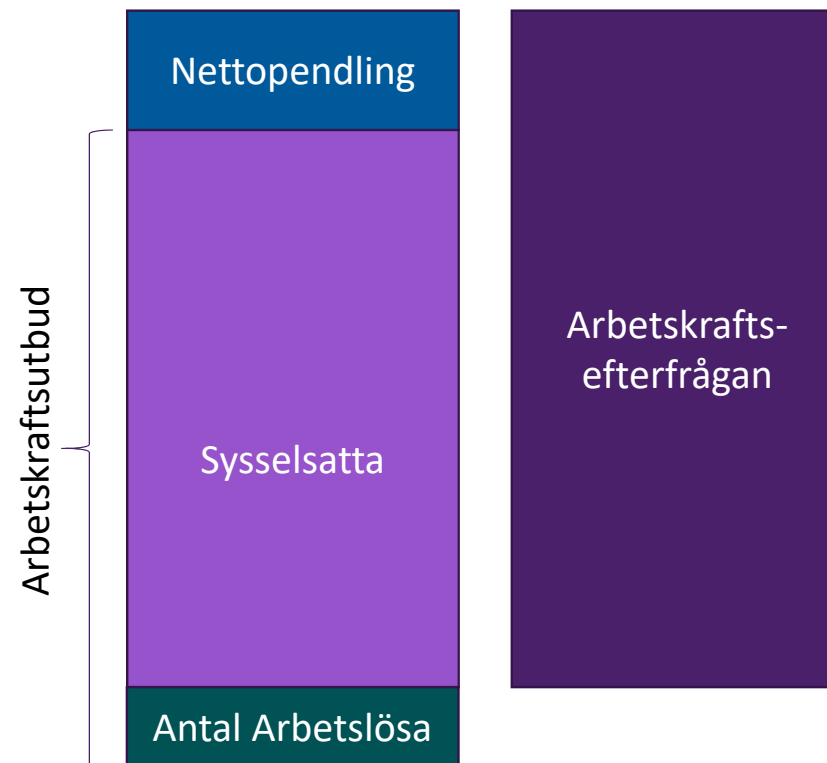 Nettopendling
Arbetskraftsutbud
Sysselsatta
Antal Arbetslösa
Arbetskrafts-
efterfrågan